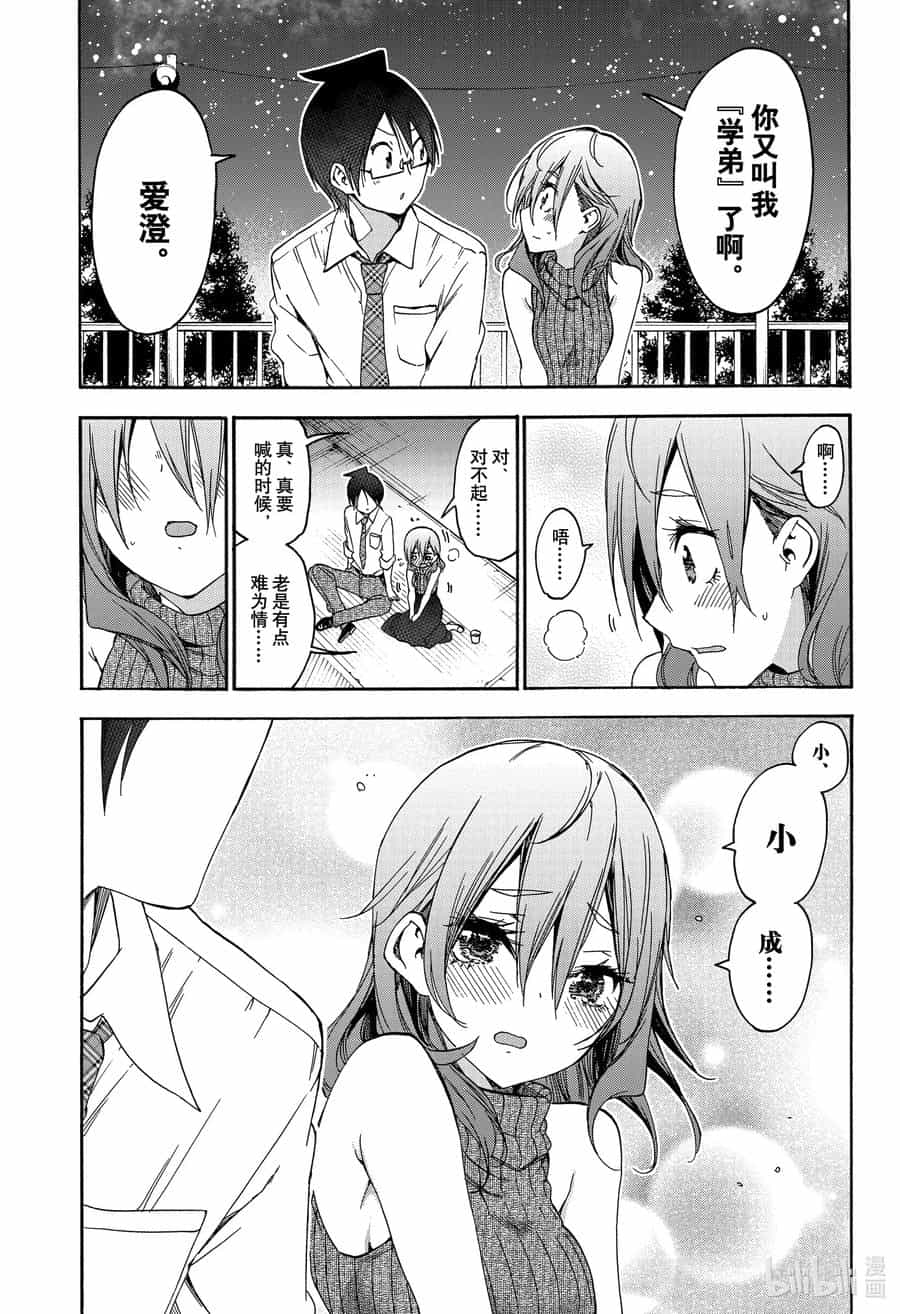 你又叫我
『学弟』了啊。
爱澄。
啊……
唔……
对、
对不起……
真、真要
喊的时候，
老是有点
难为情……
小、
小
成……
bilibili
漫画